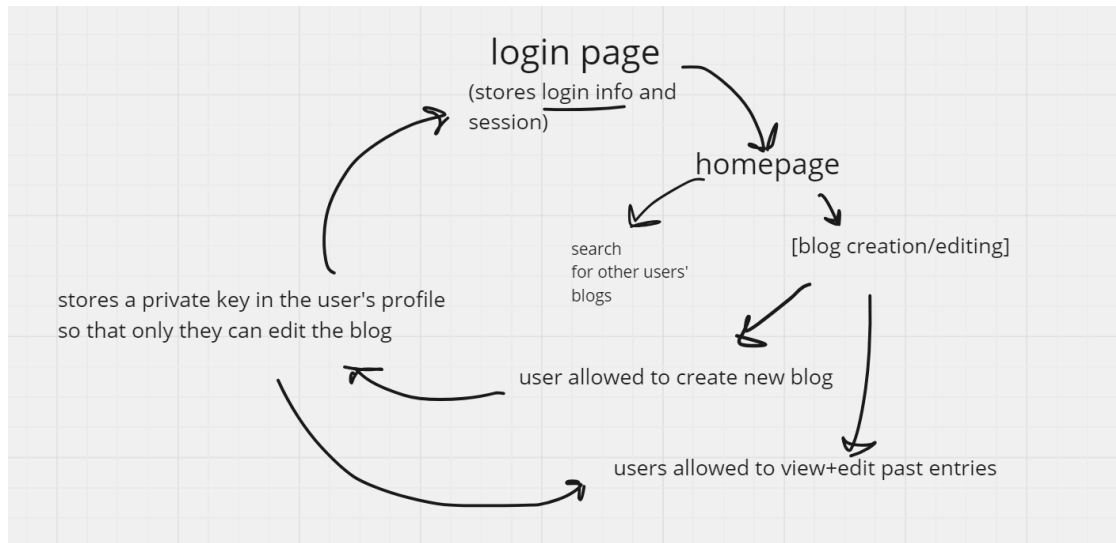 login page
(stores login info and
session)
homepage
search
for other users'
blogs
[blog creation/editing]
stores a private key in the user's profile
so that only they can edit the blog
user allowed to create new blog
users allowed to view+edit past entries